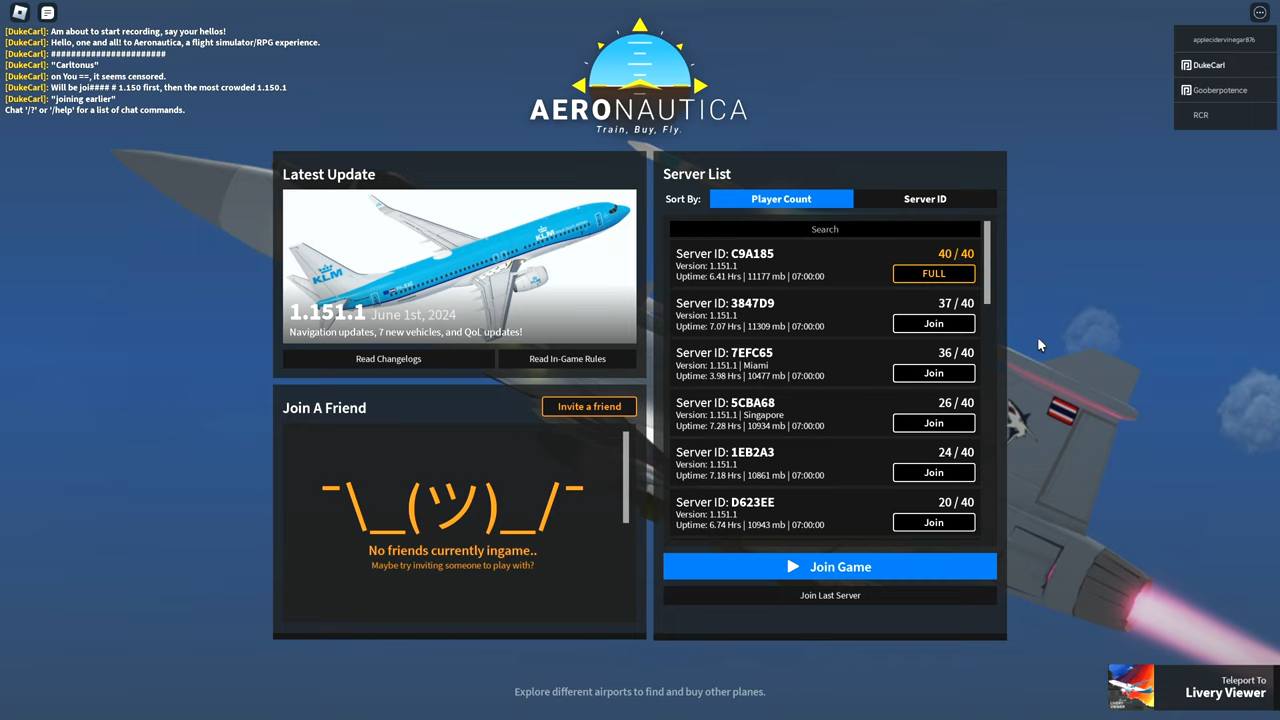 [DukeCarl]: Am about to start recording, say your hellos!
[DukeCarl]: Hello, one and all! to Aeronautica, a flight simulator/RPG experience.
[DukeCarl]: #######################
[DukeCarl]: "Carltonus"
[DukeCarl]: on You ==, it seems censored.
[DukeCarl]: Will be joi#### # 1.150 first, then the most crowded 1.150.1
[DukeCarl]: "joining earlier"
Chat '/?' or '/help' for a list of chat commands.
AERONAUTICA
Train, Buy, Fly.
applecidervinegar876
DukeCarl
Gooberpotence
RCR
Latest Update
KLM
KLM
1.151.1 June 1st, 2024
Navigation updates, 7 new vehicles, and QoL updates!
Read Changelogs
Read In-Game Rules
Join A Friend
Invite a friend
¯\_(ツ)_/¯
No friends currently ingame..
Maybe try inviting someone to play with?
Server List
Sort By:
Player Count
Server ID
Search
Server ID: C9A185
40 / 40
Version: 1.151.1
Uptime: 6.41 Hrs | 11177 mb | 07:00:00
FULL
Server ID: 3847D9
37 / 40
Version: 1.151.1
Uptime: 7.07 Hrs | 11309 mb | 07:00:00
Join
Server ID: 7EFC65
36 / 40
Version: 1.151.1 | Miami
Uptime: 3.98 Hrs | 10477 mb | 07:00:00
Join
Server ID: 5CBA68
26 / 40
Version: 1.151.1 | Singapore
Uptime: 7.28 Hrs | 10934 mb | 07:00:00
Join
Server ID: 1EB2A3
24 / 40
Version: 1.151.1
Uptime: 7.18 Hrs | 10861 mb | 07:00:00
Join
Server ID: D623EE
20 / 40
Version: 1.151.1
Uptime: 6.74 Hrs | 10943 mb | 07:00:00
Join
Join Game
Join Last Server
Explore different airports to find and buy other planes.
LIVERY
VIEWER
Teleport To
Livery Viewer